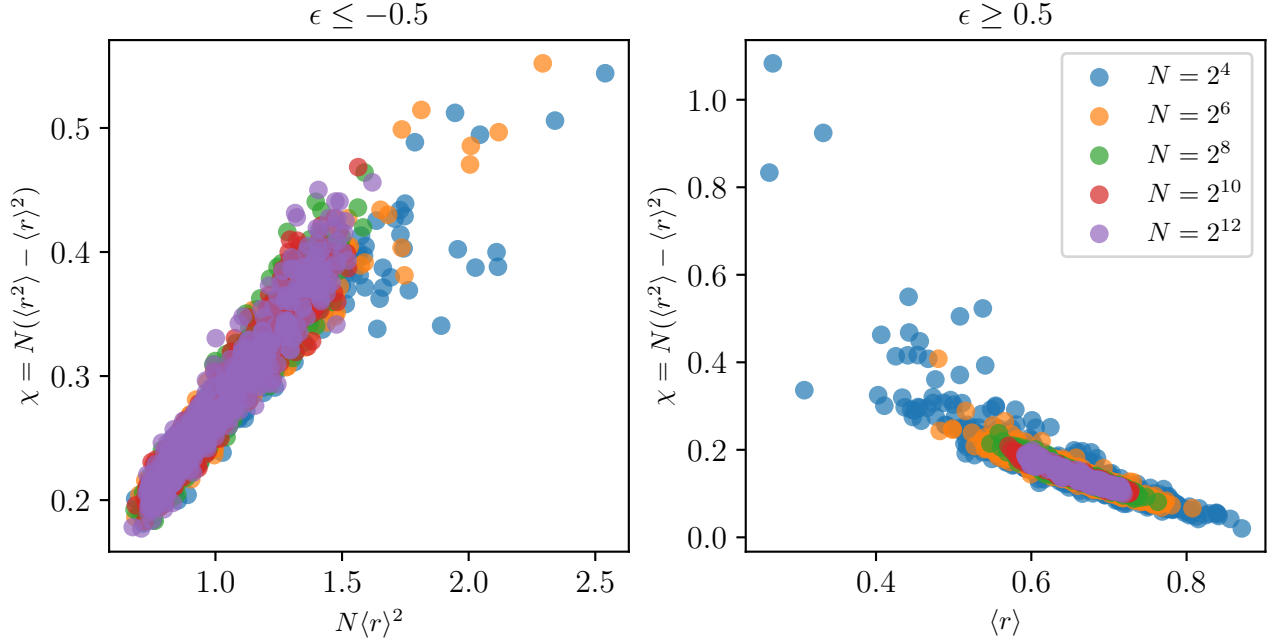 ϵ ≤ −0.5
0.5
0.4
0.3
0.2
χ = N(⟨r²⟩ − ⟨r⟩²)
1.0 1.5 2.0 2.5
N⟨r⟩²
ϵ ≥ 0.5
1.0
0.8
0.6
0.4
0.2
0.0
χ = N(⟨r²⟩ − ⟨r⟩²)
N = 2⁴
N = 2⁶
N = 2⁸
N = 2¹⁰
N = 2¹²
0.4 0.6 0.8
⟨r⟩